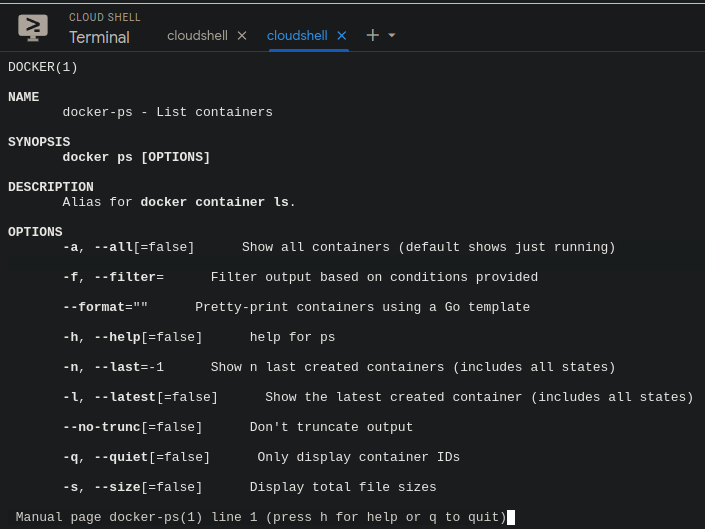 CLOUD SHELL
Terminal
cloudshell
cloudshell
DOCKER(1)
NAME
docker-ps - List containers
SYNOPSIS
docker ps [OPTIONS]
DESCRIPTION
Alias for docker container ls.
OPTIONS
-a, --all[=false]      Show all containers (default shows just running)
-f, --filter=      Filter output based on conditions provided
--format=""      Pretty-print containers using a Go template
-h, --help[=false]      help for ps
-n, --last=-1      Show n last created containers (includes all states)
-l, --latest[=false]      Show the latest created container (includes all states)
--no-trunc[=false]      Don't truncate output
-q, --quiet[=false]      Only display container IDs
-s, --size[=false]      Display total file sizes
Manual page docker-ps(1) line 1 (press h for help or q to quit)